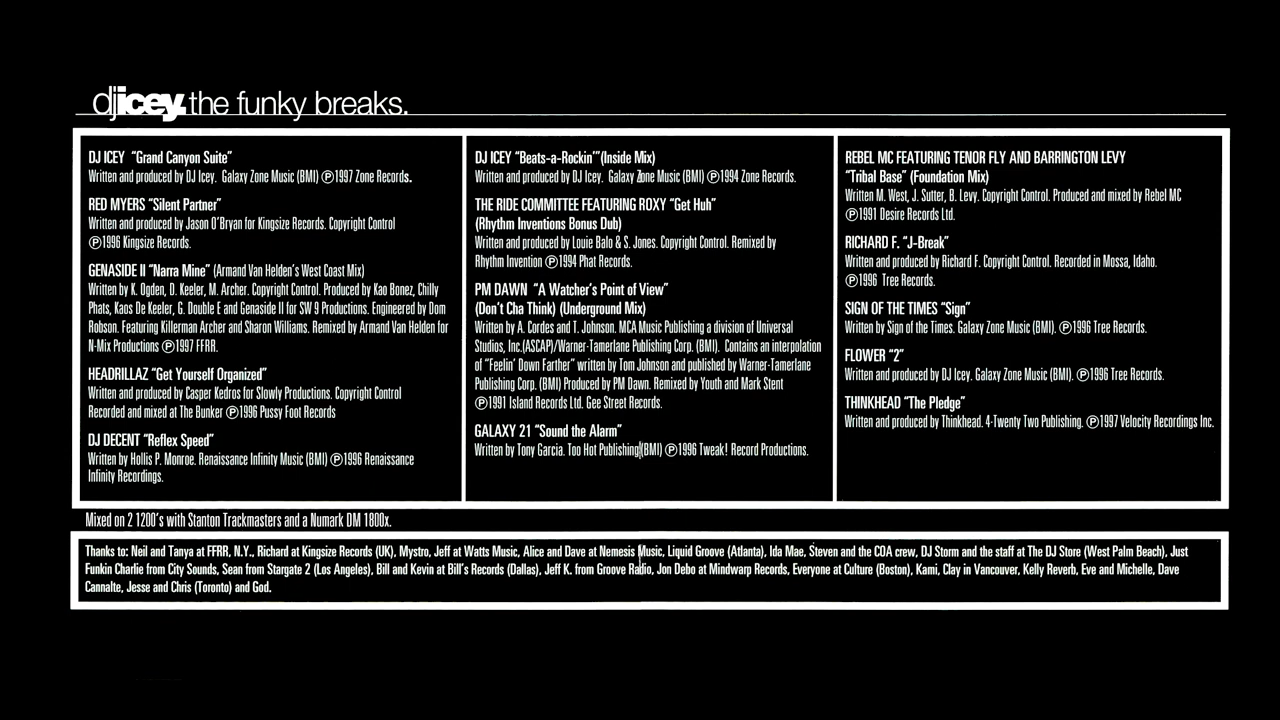 djicey.the funky breaks.
DJ ICEY "Grand Canyon Suite"
Written and produced by DJ Icey. Galaxy Zone Music (BMI) Ⓟ1997 Zone Records.
RED MYERS "Silent Partner"
Written and produced by Jason O'Bryan for Kingsize Records. Copyright Control
Ⓟ1996 Kingsize Records.
GENASIDE II "Narra Mine" (Armand Van Helden's West Coast Mix)
Written by K. Ogden, D. Keeler, M. Archer. Copyright Control. Produced by Kao Bonez, Chilly
Phats, Kaos De Keeler, G. Double E and Genaside II for SW 9 Productions. Engineered by Dom
Robson. Featuring Killerman Archer and Sharon Williams. Remixed by Armand Van Helden for
N-Mix Productions Ⓟ1997 FFRR.
HEADRILLAZ "Get Yourself Organized"
Written and produced by Casper Kedros for Slowly Productions. Copyright Control
Recorded and mixed at The Bunker Ⓟ1996 Pussy Foot Records
DJ DECENT "Reflex Speed"
Written by Hollis P. Monroe. Renaissance Infinity Music (BMI) Ⓟ1996 Renaissance
Infinity Recordings.
DJ ICEY "Beats-a-Rockin'"(Inside Mix)
Written and produced by DJ Icey. Galaxy Zone Music (BMI) Ⓟ1994 Zone Records.
THE RIDE COMMITTEE FEATURING ROXY "Get Huh"
(Rhythm Inventions Bonus Dub)
Written and produced by Louie Balo & S. Jones. Copyright Control. Remixed by
Rhythm Invention Ⓟ1994 Phat Records.
PM DAWN "A Watcher's Point of View"
(Don't Cha Think) (Underground Mix)
Written by A. Cordes and T. Johnson. MCA Music Publishing a division of Universal
Studios, Inc.(ASCAP)/Warner-Tamerlane Publishing Corp. (BMI). Contains an interpolation
of "Feelin' Down Farther" written by Tom Johnson and published by Warner-Tamerlane
Publishing Corp. (BMI) Produced by PM Dawn. Remixed by Youth and Mark Stent
Ⓟ1991 Island Records Ltd. Gee Street Records.
GALAXY 21 "Sound the Alarm"
Written by Tony Garcia. Too Hot Publishing(BMI) Ⓟ1996 Tweak! Record Productions.
REBEL MC FEATURING TENOR FLY AND BARRINGTON LEVY
"Tribal Base" (Foundation Mix)
Written M. West, J. Sutter, B. Levy. Copyright Control. Produced and mixed by Rebel MC
Ⓟ1991 Desire Records Ltd.
RICHARD F. "J-Break"
Written and produced by Richard F. Copyright Control. Recorded in Mossa, Idaho.
Ⓟ1996 Tree Records.
SIGN OF THE TIMES "Sign"
Written by Sign of the Times. Galaxy Zone Music (BMI). Ⓟ1996 Tree Records.
FLOWER "2"
Written and produced by DJ Icey. Galaxy Zone Music (BMI). Ⓟ1996 Tree Records.
THINKHEAD "The Pledge"
Written and produced by Thinkhead. 4-Twenty Two Publishing. Ⓟ1997 Velocity Recordings Inc.
Mixed on 2 1200's with Stanton Trackmasters and a Numark DM 1800x.
Thanks to: Neil and Tanya at FFRR, N.Y., Richard at Kingsize Records (UK), Mystro, Jeff at Watts Music, Alice and Dave at Nemesis Music, Liquid Groove (Atlanta), Ida Mae, Steven and the COA crew, DJ Storm and the staff at The DJ Store (West Palm Beach), Just
Funkin Charlie from City Sounds, Sean from Stargate 2 (Los Angeles), Bill and Kevin at Bill's Records (Dallas), Jeff K. from Groove Radio, Jon Debo at Mindwarp Records, Everyone at Culture (Boston), Kami, Clay in Vancouver, Kelly Reverb, Eve and Michelle, Dave
Cannalte, Jesse and Chris (Toronto) and God.